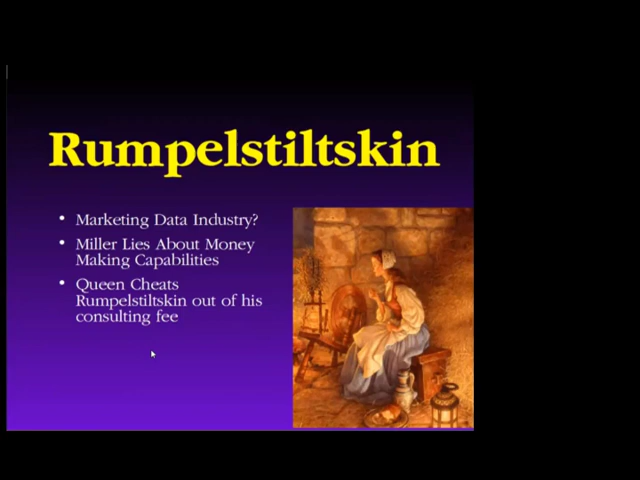 Rumpelstiltskin
• Marketing Data Industry?
• Miller Lies About Money
Making Capabilities
• Queen Cheats
Rumpelstiltskin out of his
consulting fee